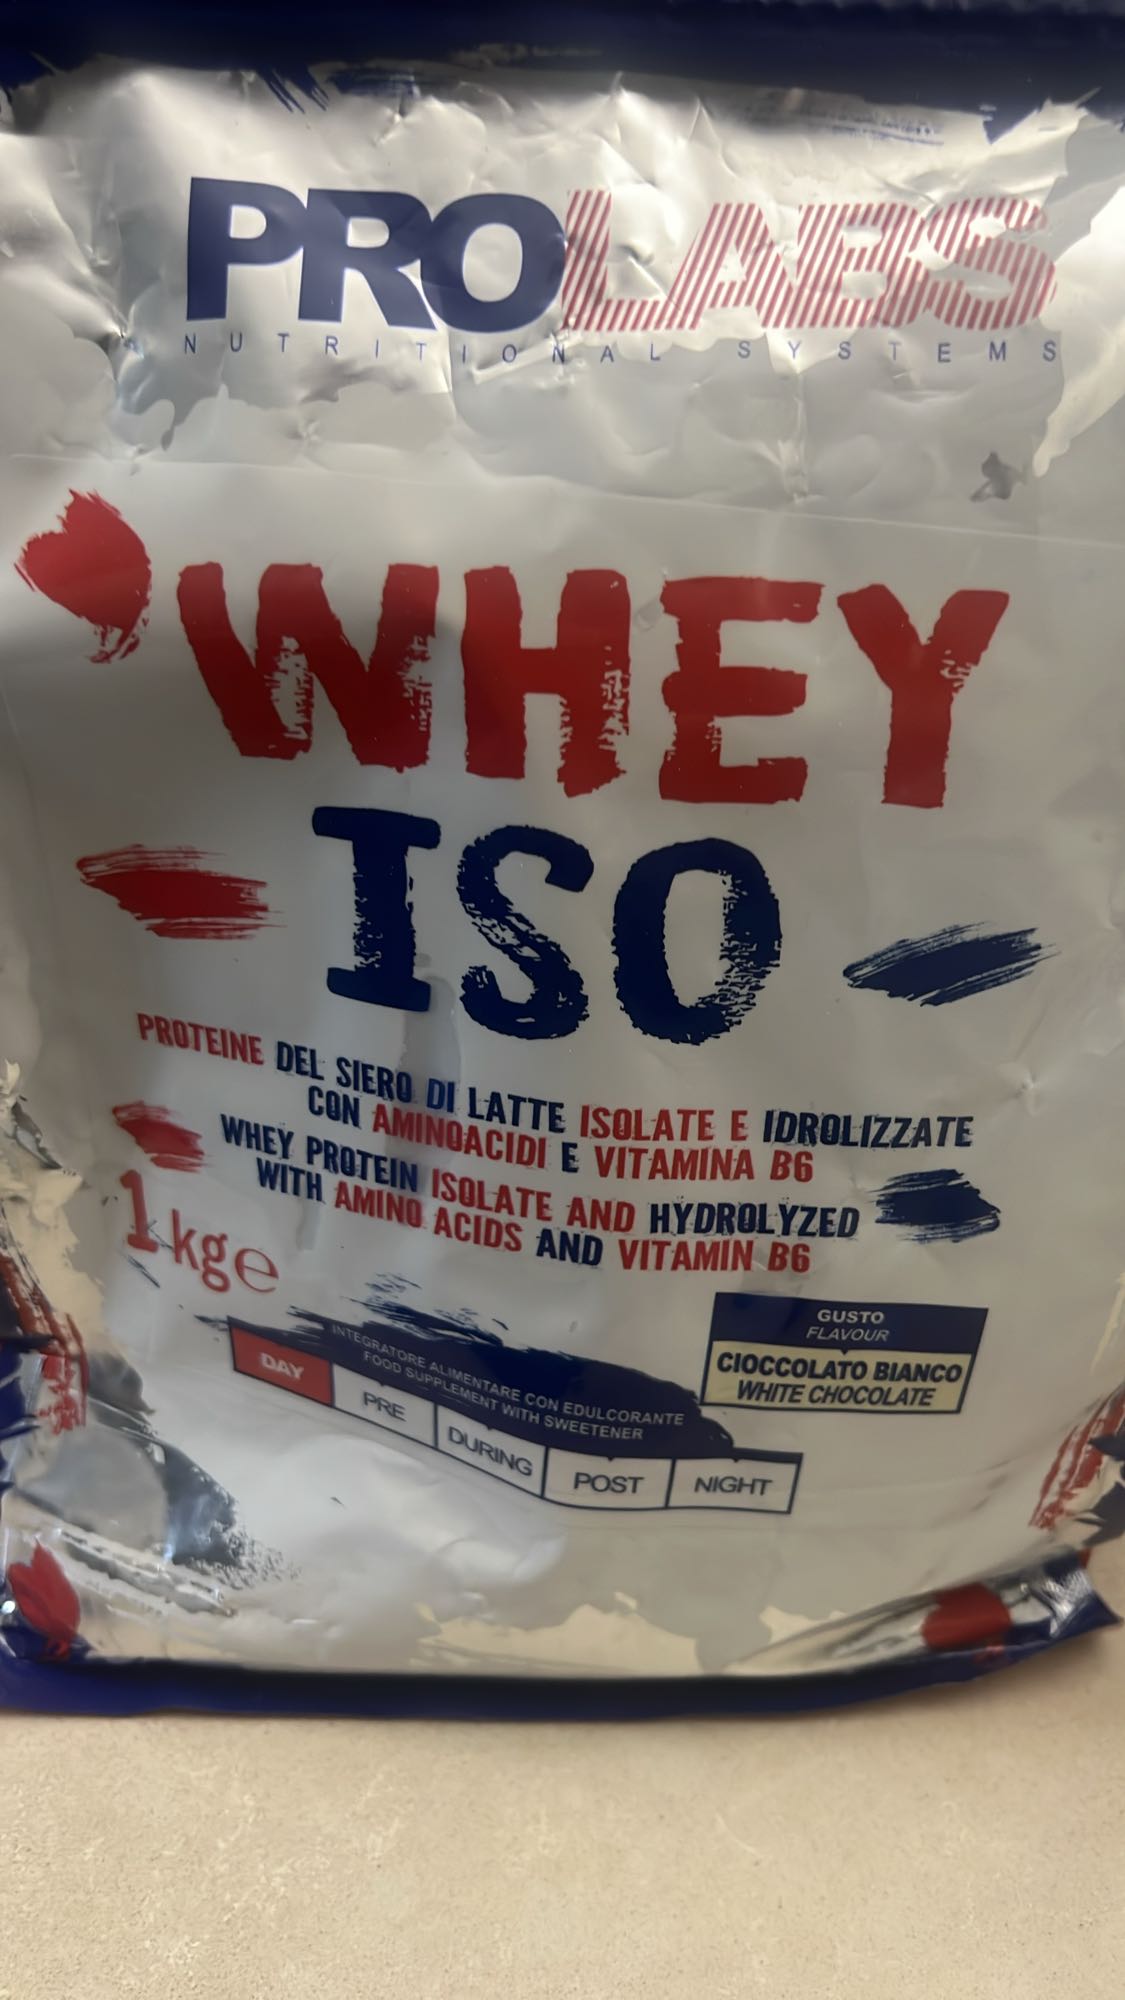 PROLABS
NUTRITIONAL SYSTEMS
WHEY
ISO
PROTEINE DEL SIERO DI LATTE ISOLATE E IDROLIZZATE
CON AMINOACIDI E VITAMINA B6
WHEY PROTEIN ISOLATE AND HYDROLYZED
WITH AMINO ACIDS AND VITAMIN B6
1 kg e
GUSTO
FLAVOUR
CIOCCOLATO BIANCO
WHITE CHOCOLATE
INTEGRATORE ALIMENTARE CON EDULCORANTE
FOOD SUPPLEMENT WITH SWEETENER
DAY PRE DURING POST NIGHT